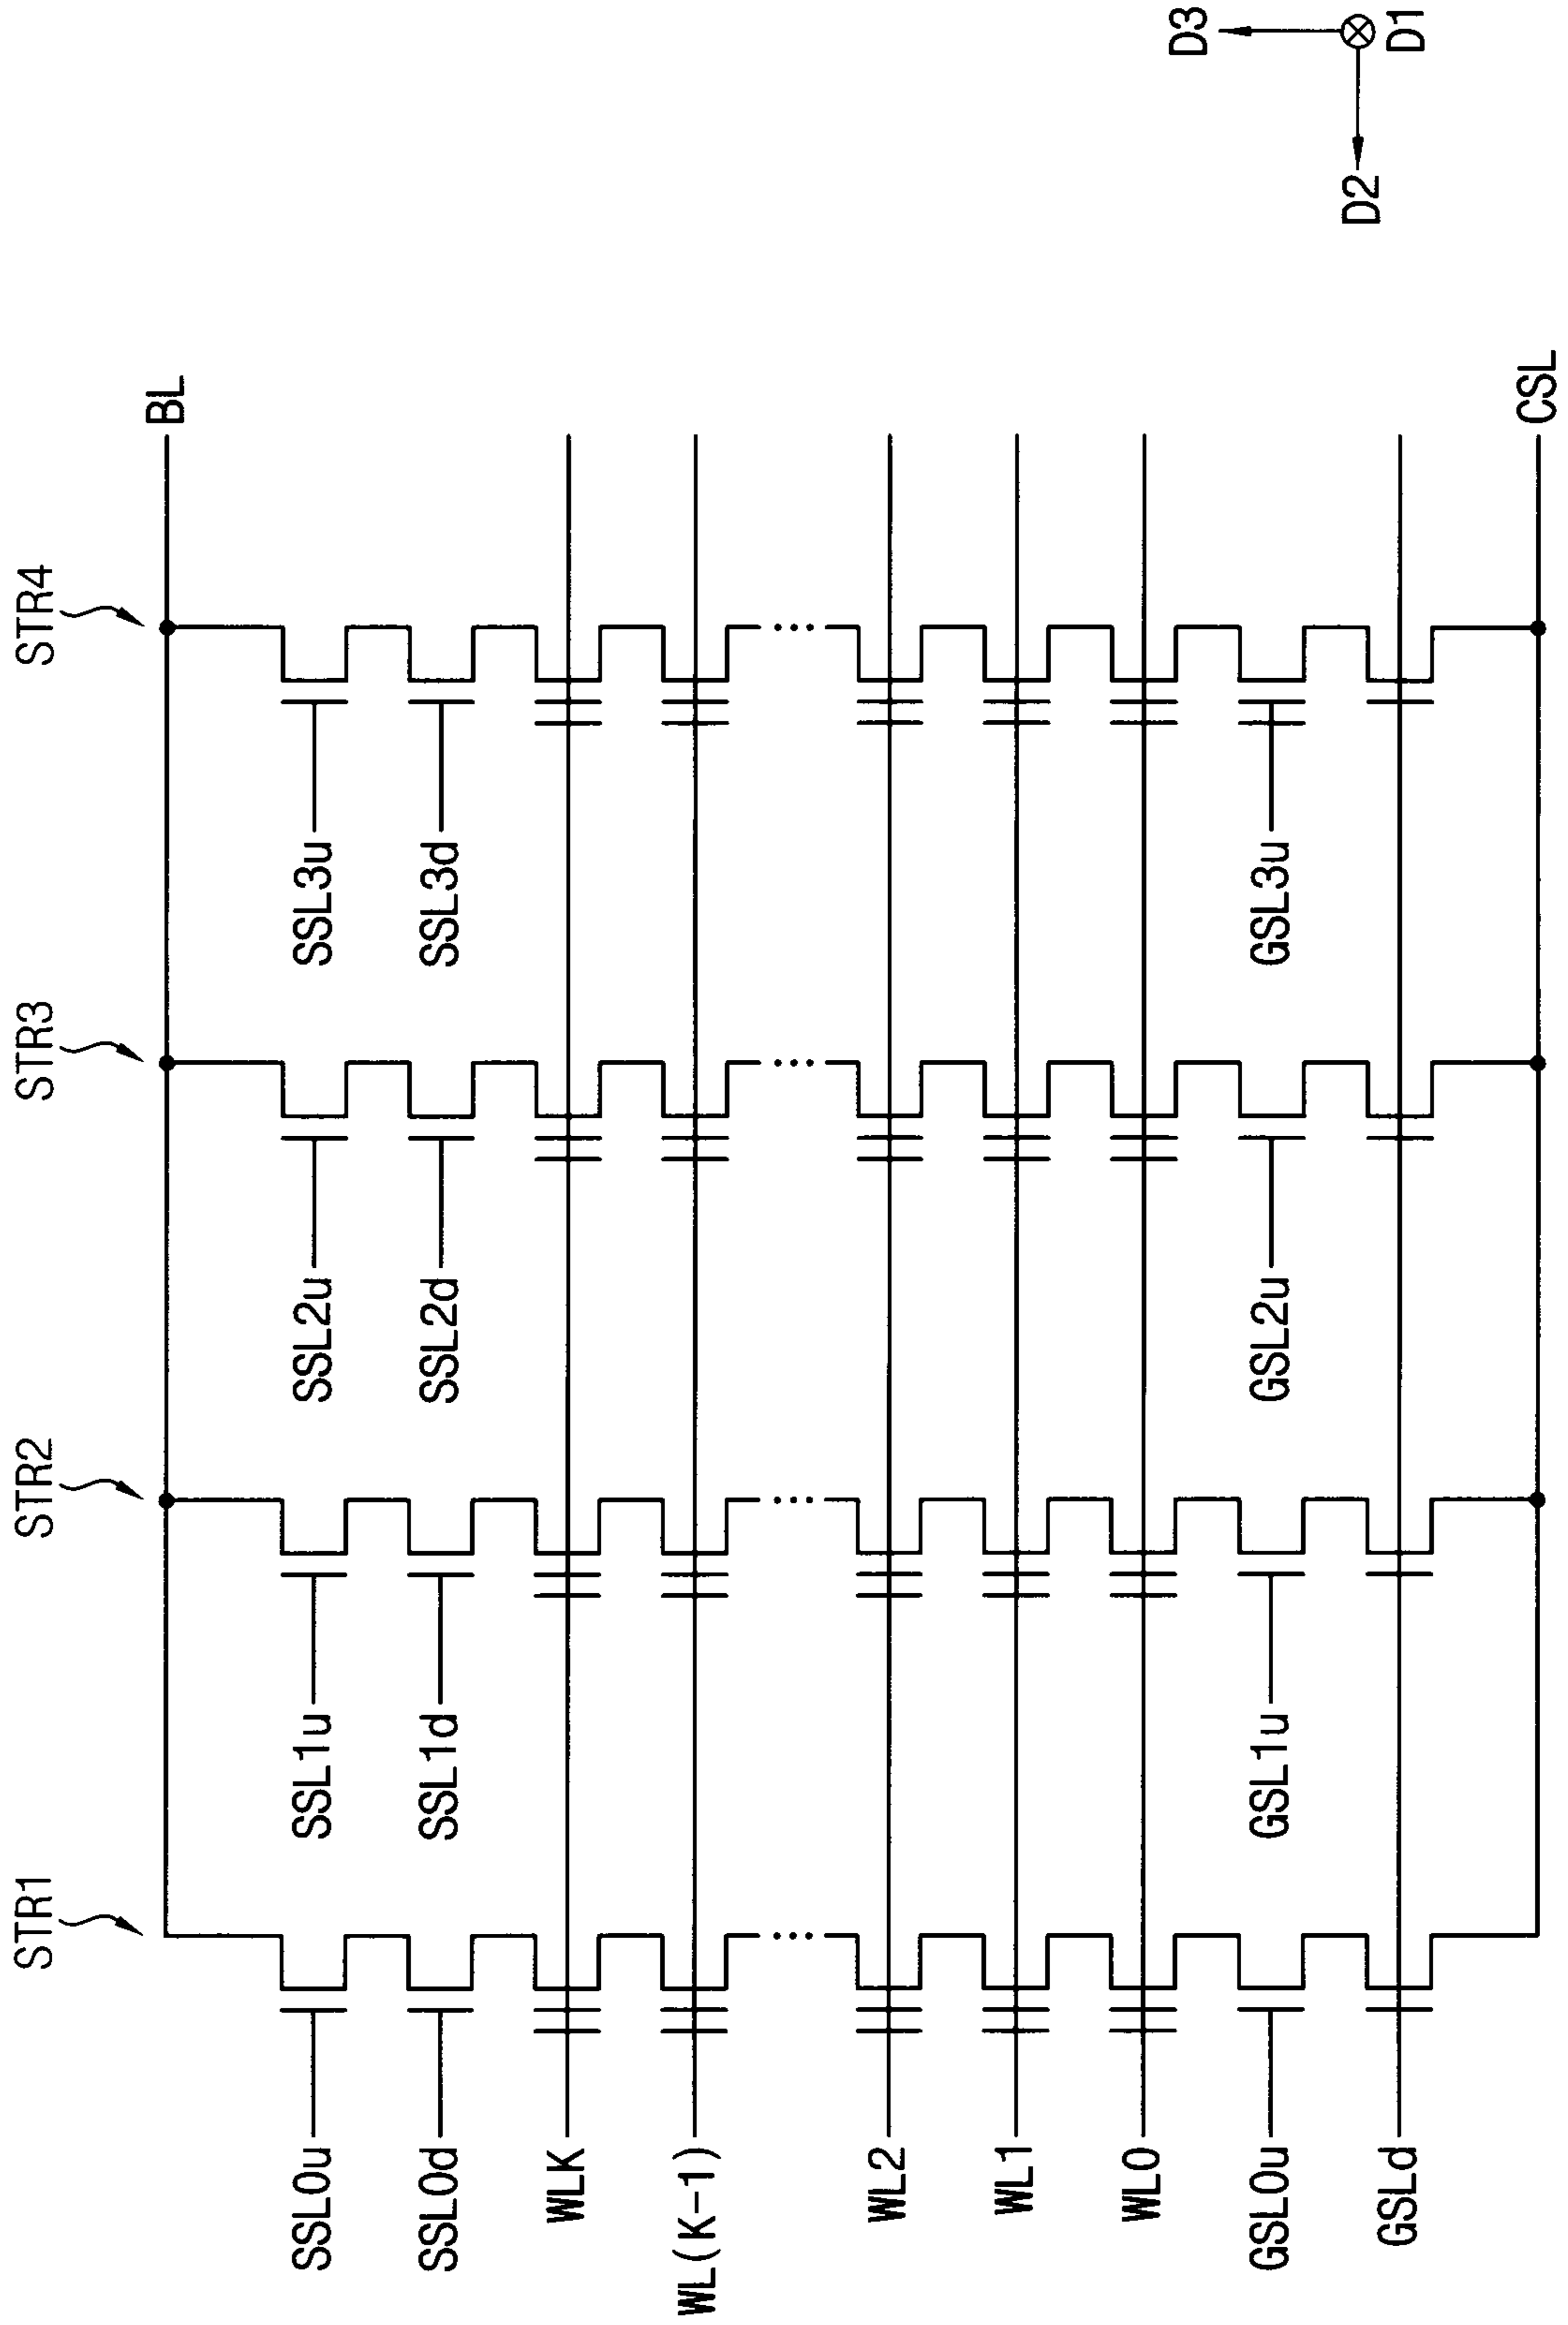 STR1 STR2 STR3 STR4
BL
SSL0u SSL1u SSL2u SSL3u
SSL0d SSL1d SSL2d SSL3d
WLK
WL(K-1)
WL2
WL1
WL0
GSL0u GSL1u GSL2u GSL3u
GSLd
CSL
D3
D2
D1